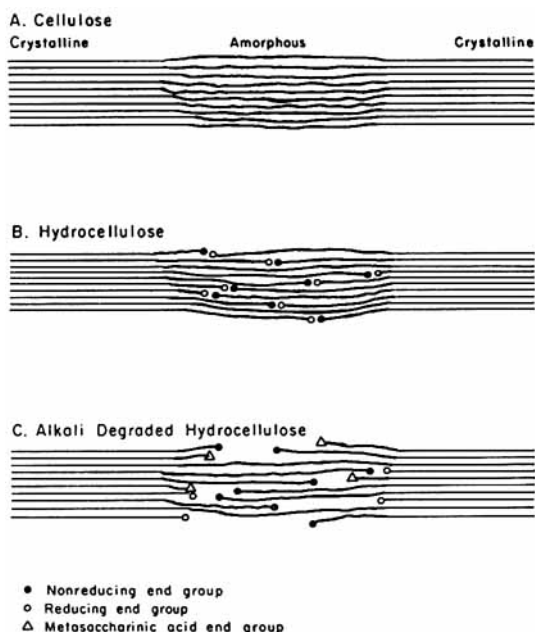 A. Cellulose
Crystalline Amorphous Crystalline
B. Hydrocellulose
C. Alkali Degraded Hydrocellulose
● Nonreducing end group
○ Reducing end group
△ Metasaccharinic acid end group